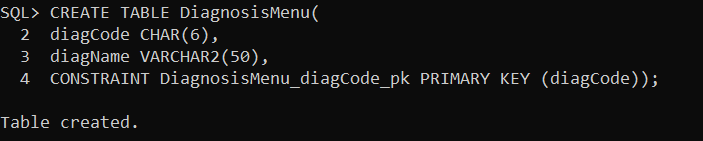 SQL> CREATE TABLE DiagnosisMenu(
  2  diagCode CHAR(6),
  3  diagName VARCHAR2(50),
  4  CONSTRAINT DiagnosisMenu_diagCode_pk PRIMARY KEY (diagCode));
Table created.